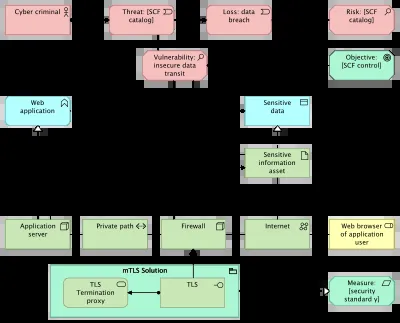 Cyber criminal
Threat: [SCF
catalog]
Loss: data
breach
Risk: [SCF
catalog]
Vulnerability:
insecure data
transit
Objective:
[SCF control]
Web
application
Sensitive
data
Sensitive
information
asset
Application
server
Private path
Firewall
Internet
Web browser
of application
user
mTLS Solution
TLS
Termination
proxy
TLS
Measure:
[security
standard y]